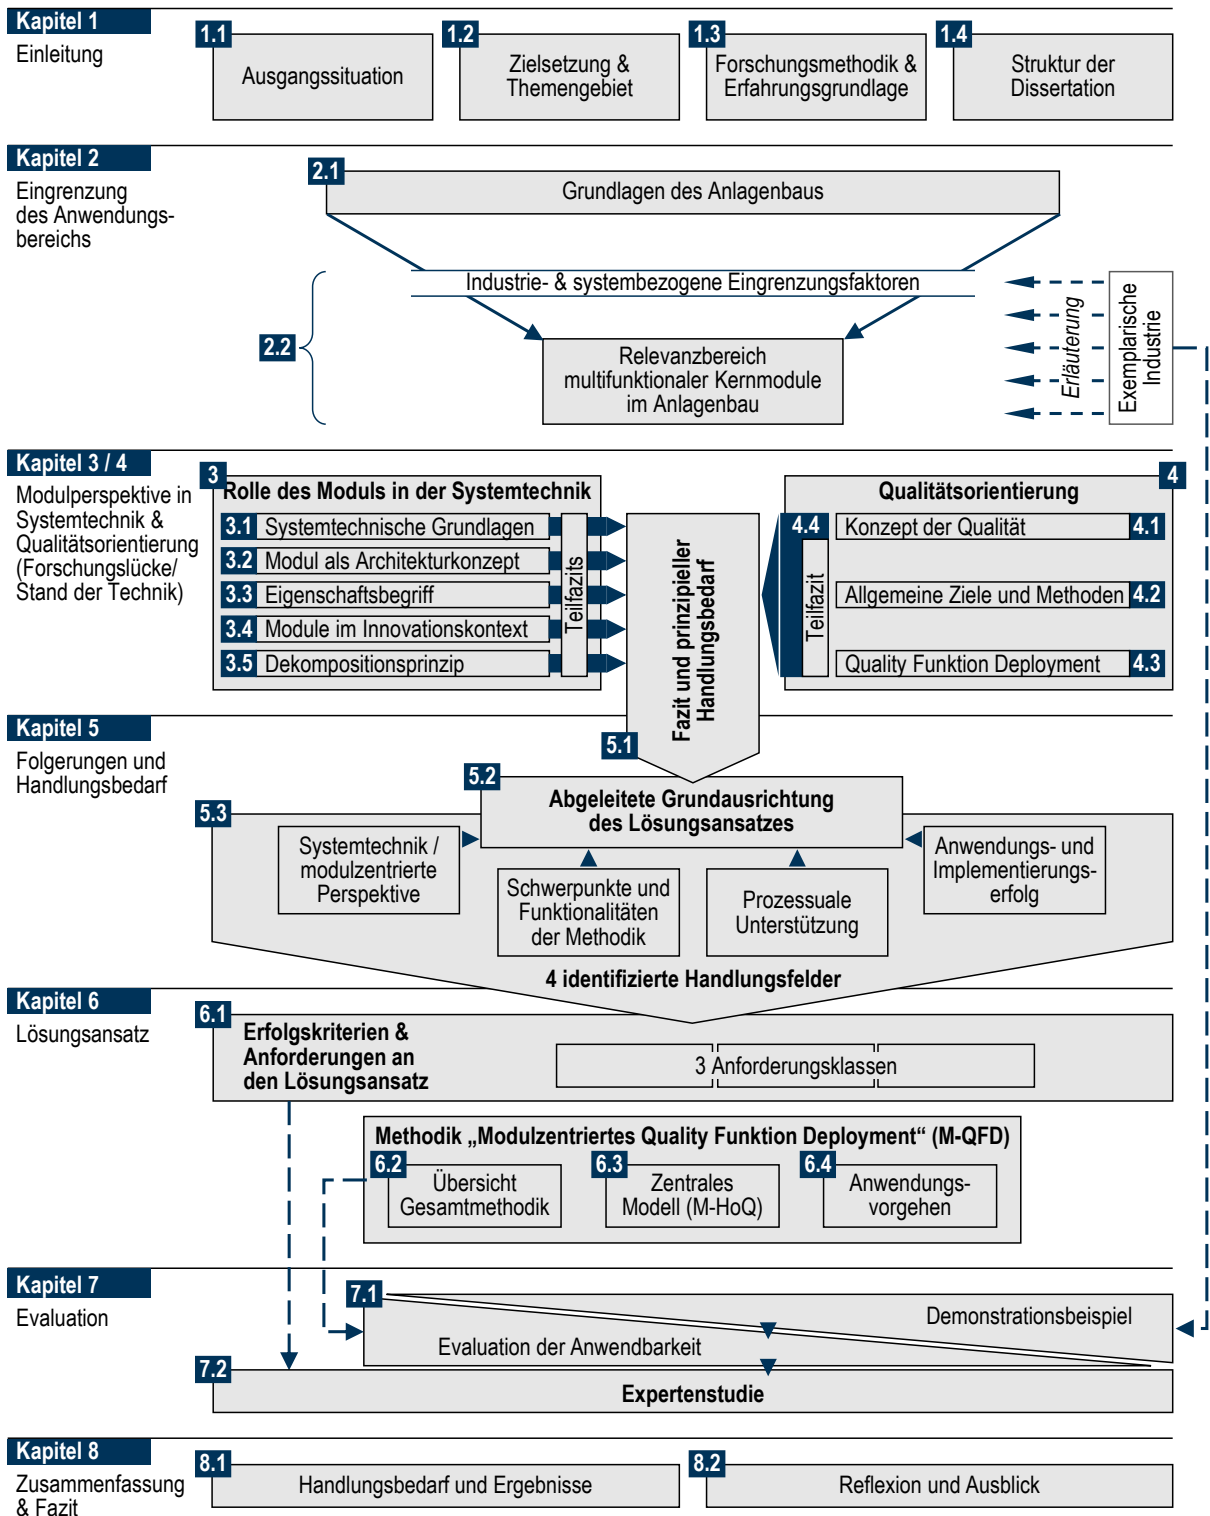 Kapitel 1
Einleitung
1.1
Ausgangssituation
1.2
Zielsetzung &
Themengebiet
1.3
Forschungsmethodik &
Erfahrungsgrundlage
1.4
Struktur der
Dissertation
Kapitel 2
Eingrenzung
des Anwendungs-
bereichs
2.1
Grundlagen des Anlagenbaus
Industrie- & systembezogene Eingrenzungsfaktoren
2.2
Relevanzbereich
multifunktionaler Kernmodule
im Anlagenbau
Erläuterung
Exemplarische
Industrie
Kapitel 3 / 4
Modulperspektive in
Systemtechnik &
Qualitätsorientierung
(Forschungslücke/
Stand der Technik)
3
Rolle des Moduls in der Systemtechnik
3.1 Systemtechnische Grundlagen
3.2 Modul als Architekturkonzept
3.3 Eigenschaftsbegriff
3.4 Module im Innovationskontext
3.5 Dekompositionsprinzip
Teilfazits
Fazit und prinzipieller
Handlungsbedarf
4
Qualitätsorientierung
4.4
Teilfazit
Konzept der Qualität 4.1
Allgemeine Ziele und Methoden 4.2
Quality Funktion Deployment 4.3
Kapitel 5
Folgerungen und
Handlungsbedarf
5.1
5.2
Abgeleitete Grundausrichtung
des Lösungsansatzes
5.3
Systemtechnik /
modulzentrierte
Perspektive
Schwerpunkte und
Funktionalitäten
der Methodik
Prozessuale
Unterstützung
Anwendungs- und
Implementierungs-
erfolg
4 identifizierte Handlungsfelder
Kapitel 6
Lösungsansatz
6.1
Erfolgskriterien &
Anforderungen an
den Lösungsansatz
3 Anforderungsklassen
Methodik „Modulzentriertes Quality Funktion Deployment“ (M-QFD)
6.2
Übersicht
Gesamtmethodik
6.3
Zentrales
Modell (M-HoQ)
6.4
Anwendungs-
vorgehen
Kapitel 7
Evaluation
7.1
Demonstrationsbeispiel
Evaluation der Anwendbarkeit
7.2
Expertenstudie
Kapitel 8
Zusammenfassung
& Fazit
8.1
Handlungsbedarf und Ergebnisse
8.2
Reflexion und Ausblick